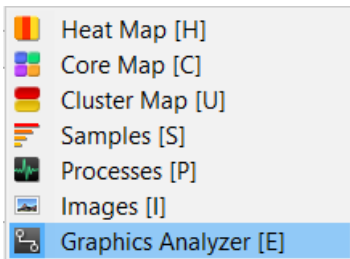 Heat Map [H]
Core Map [C]
Cluster Map [U]
Samples [S]
Processes [P]
Images [I]
Graphics Analyzer [E]